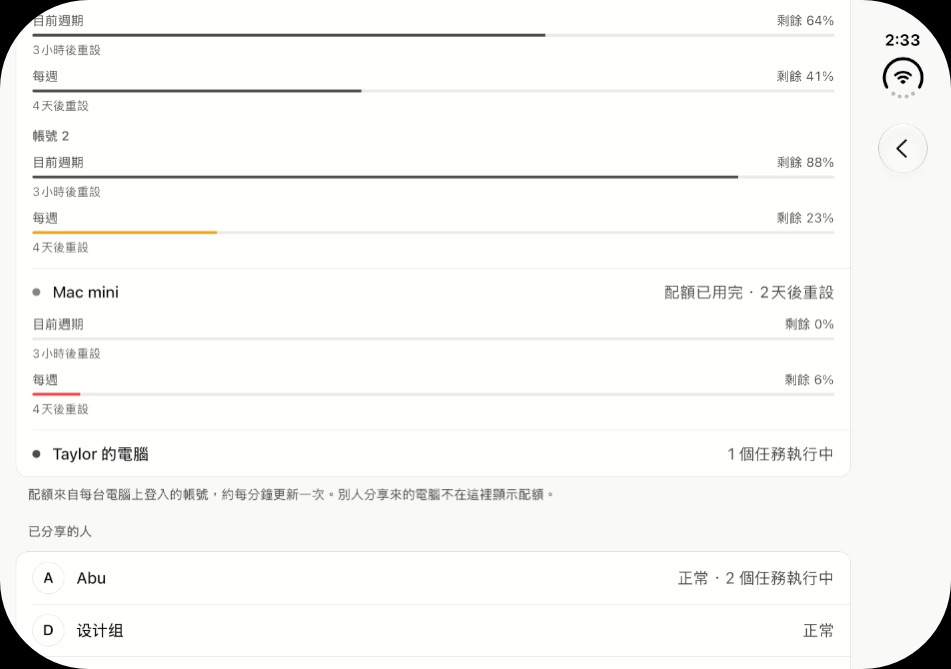 目前週期 剩餘 64%
3 小時後重設
每週 剩餘 41%
4 天後重設
帳號 2
目前週期 剩餘 88%
3 小時後重設
每週 剩餘 23%
4 天後重設
Mac mini 配額已用完 · 2 天後重設
目前週期 剩餘 0%
3 小時後重設
每週 剩餘 6%
4 天後重設
Taylor 的電腦 1 個任務執行中
配額來自每台電腦上登入的帳號，約每分鐘更新一次。別人分享來的電腦不在這裡顯示配額。
已分享的人
A Abu 正常 · 2 個任務執行中
D 设计组 正常
2:33